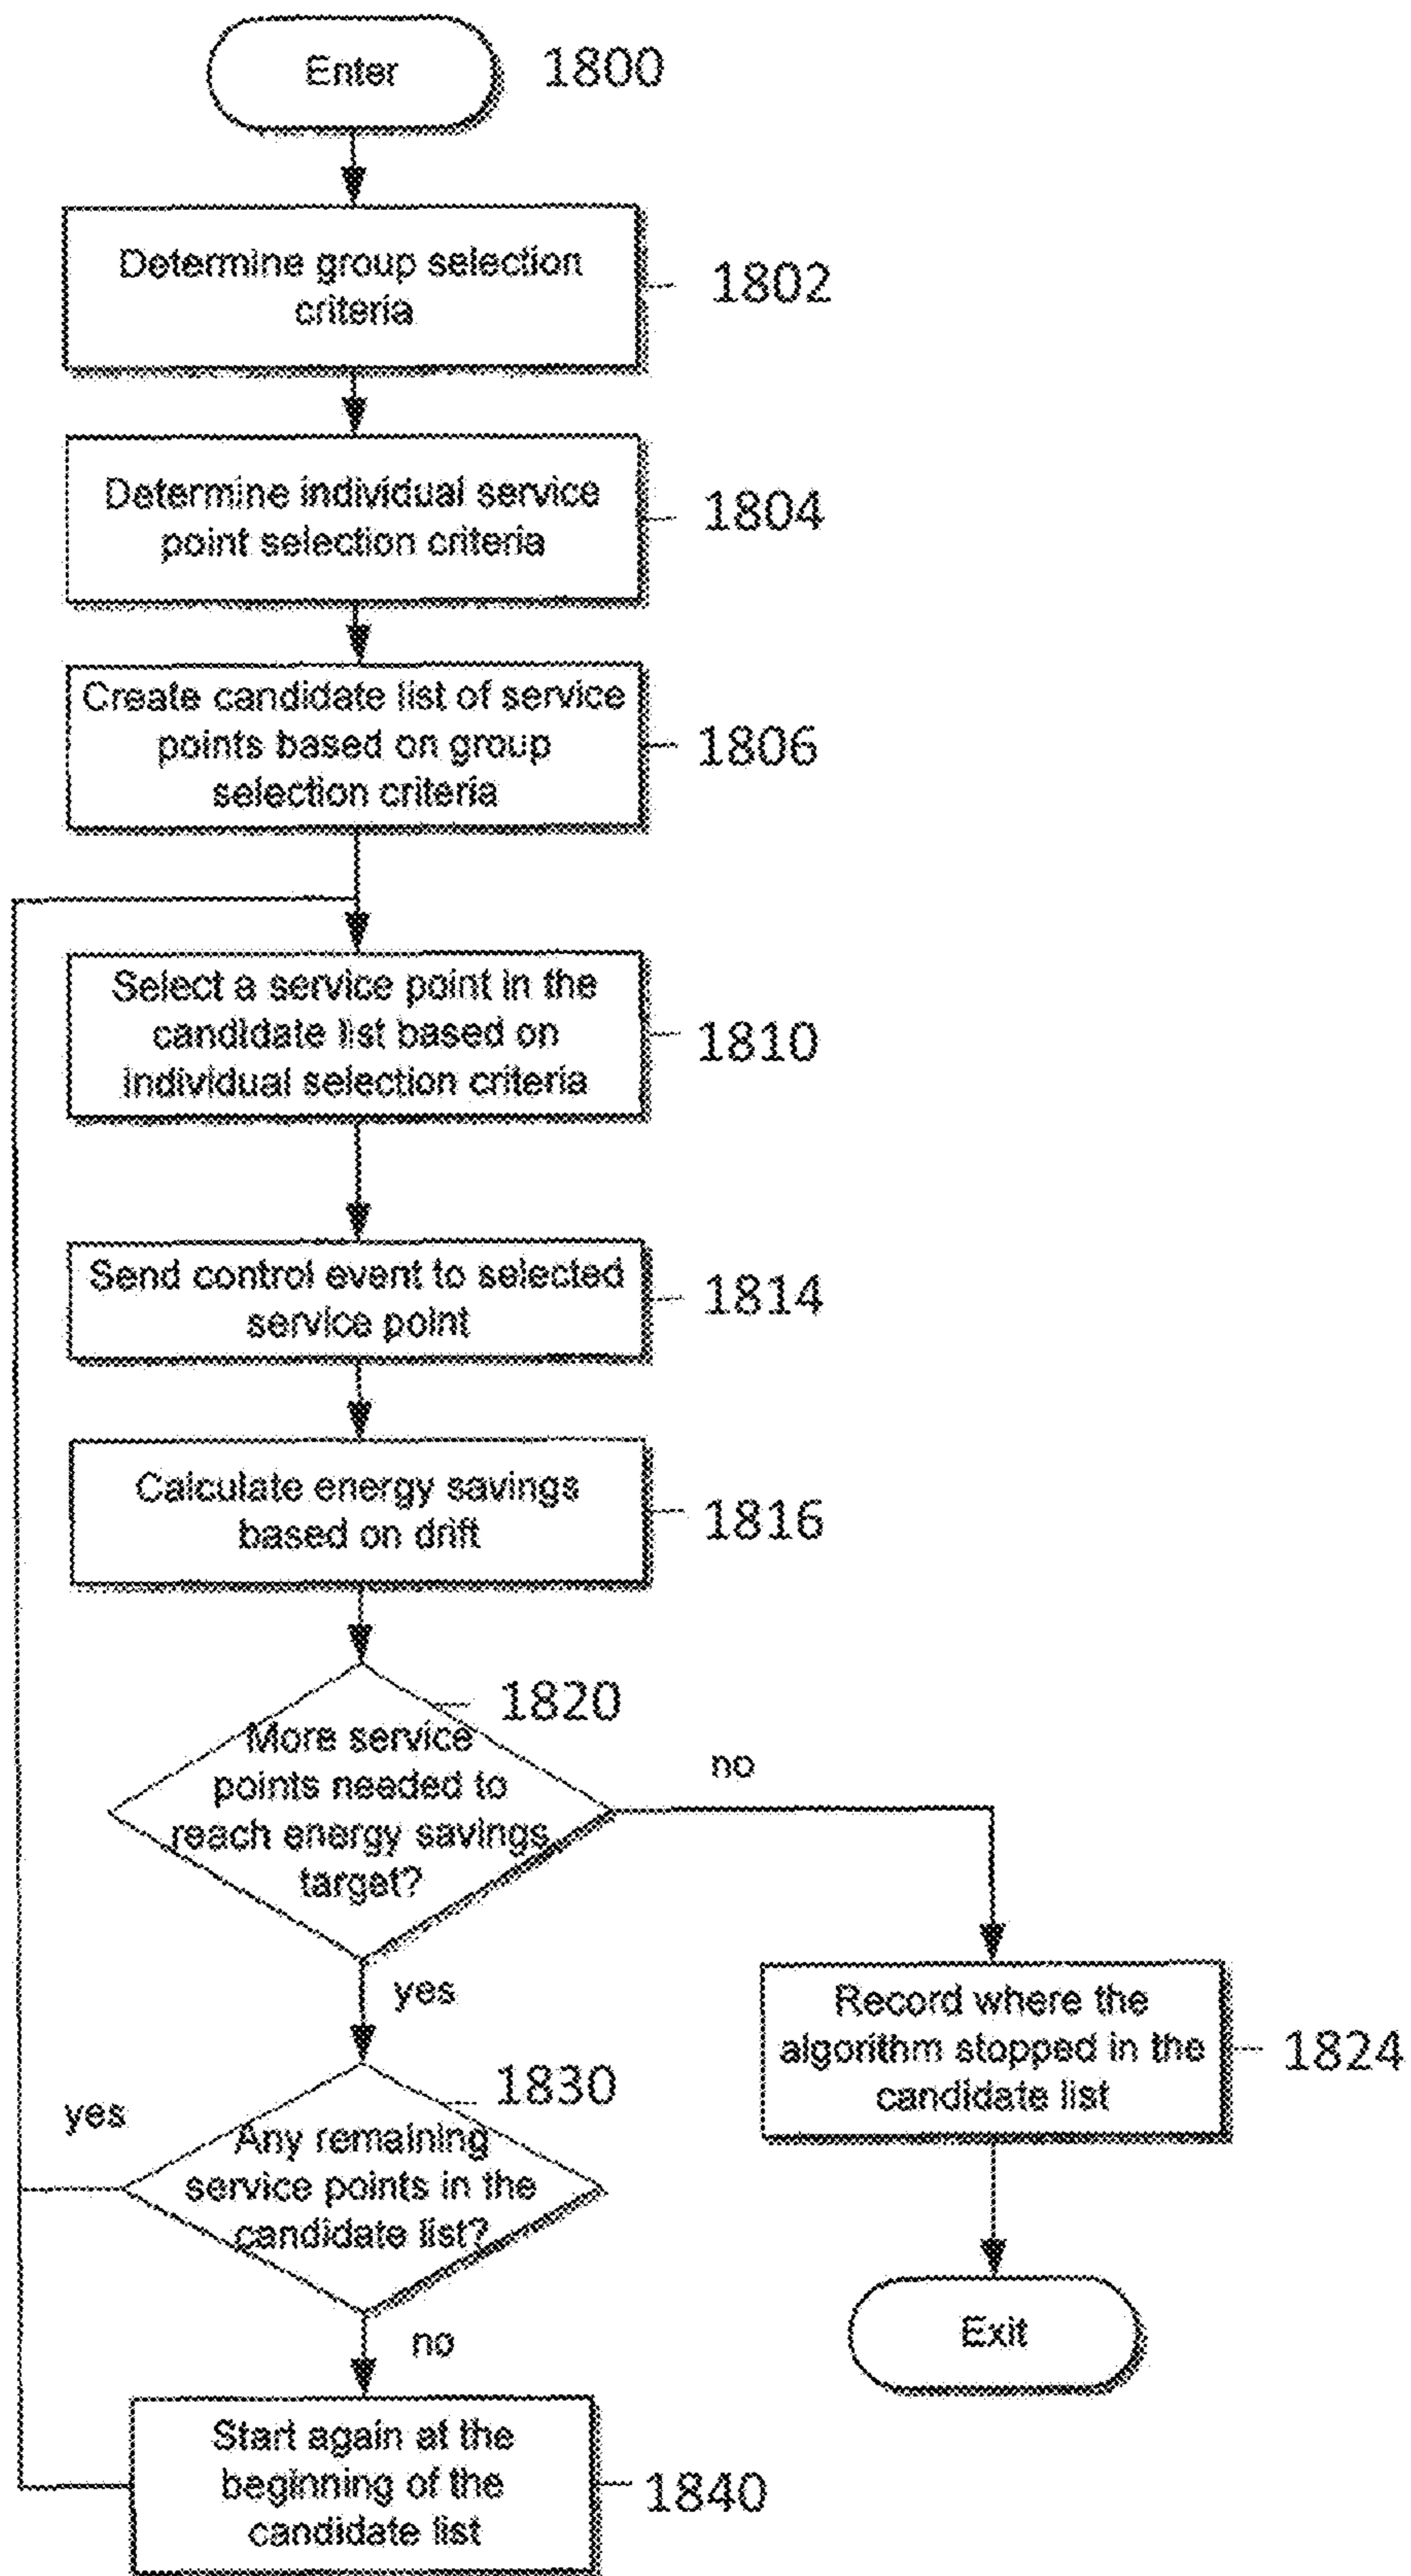 Enter
1800
Determine group selection
criteria
1802
Determine individual service
point selection criteria
1804
Create candidate list of service
points based on group
selection criteria
1806
Select a service point in the
candidate list based on
individual selection criteria
1810
Send control event to selected
service point
1814
Calculate energy savings
based on drift
1816
1820
More service
points needed to
reach energy savings
target?
no
yes
Record where the
algorithm stopped in the
candidate list
1824
1830
yes
Any remaining
service points in the
candidate list?
no
Exit
Start again at the
beginning of the
candidate list
1840